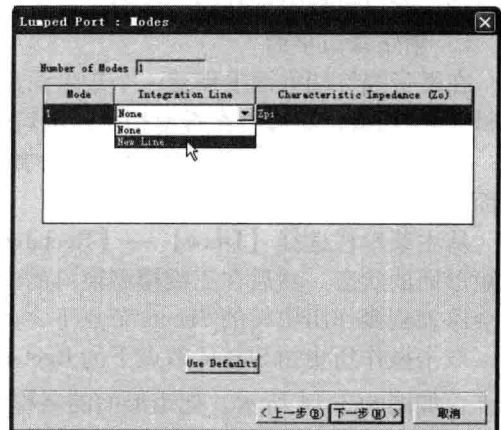 Lumped Port : Modes
Number of Modes 1
Mode Integration Line Characteristic Impedance (Zo)
1 None Zpi
None
New Line
Use Defaults
< 上一步(B) 下一步(N) > 取消